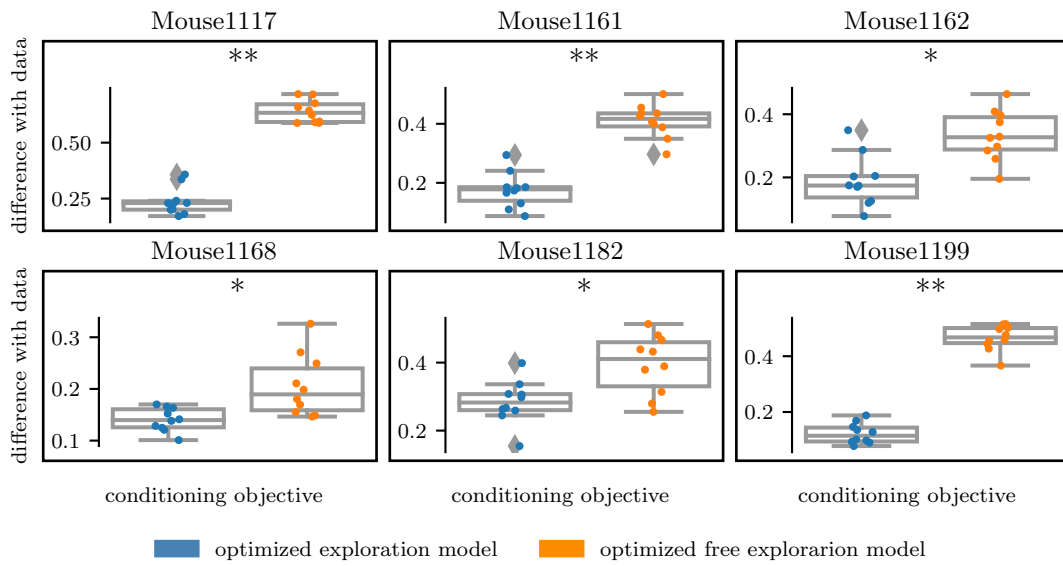 Mouse1117
Mouse1161
Mouse1162
difference with data
**
**
*
0.50
0.25
0.4
0.2
0.4
0.2
Mouse1168
Mouse1182
Mouse1199
difference with data
*
*
**
0.3
0.2
0.1
0.4
0.2
0.4
0.2
conditioning objective
conditioning objective
conditioning objective
optimized exploration model
optimized free explorarion model